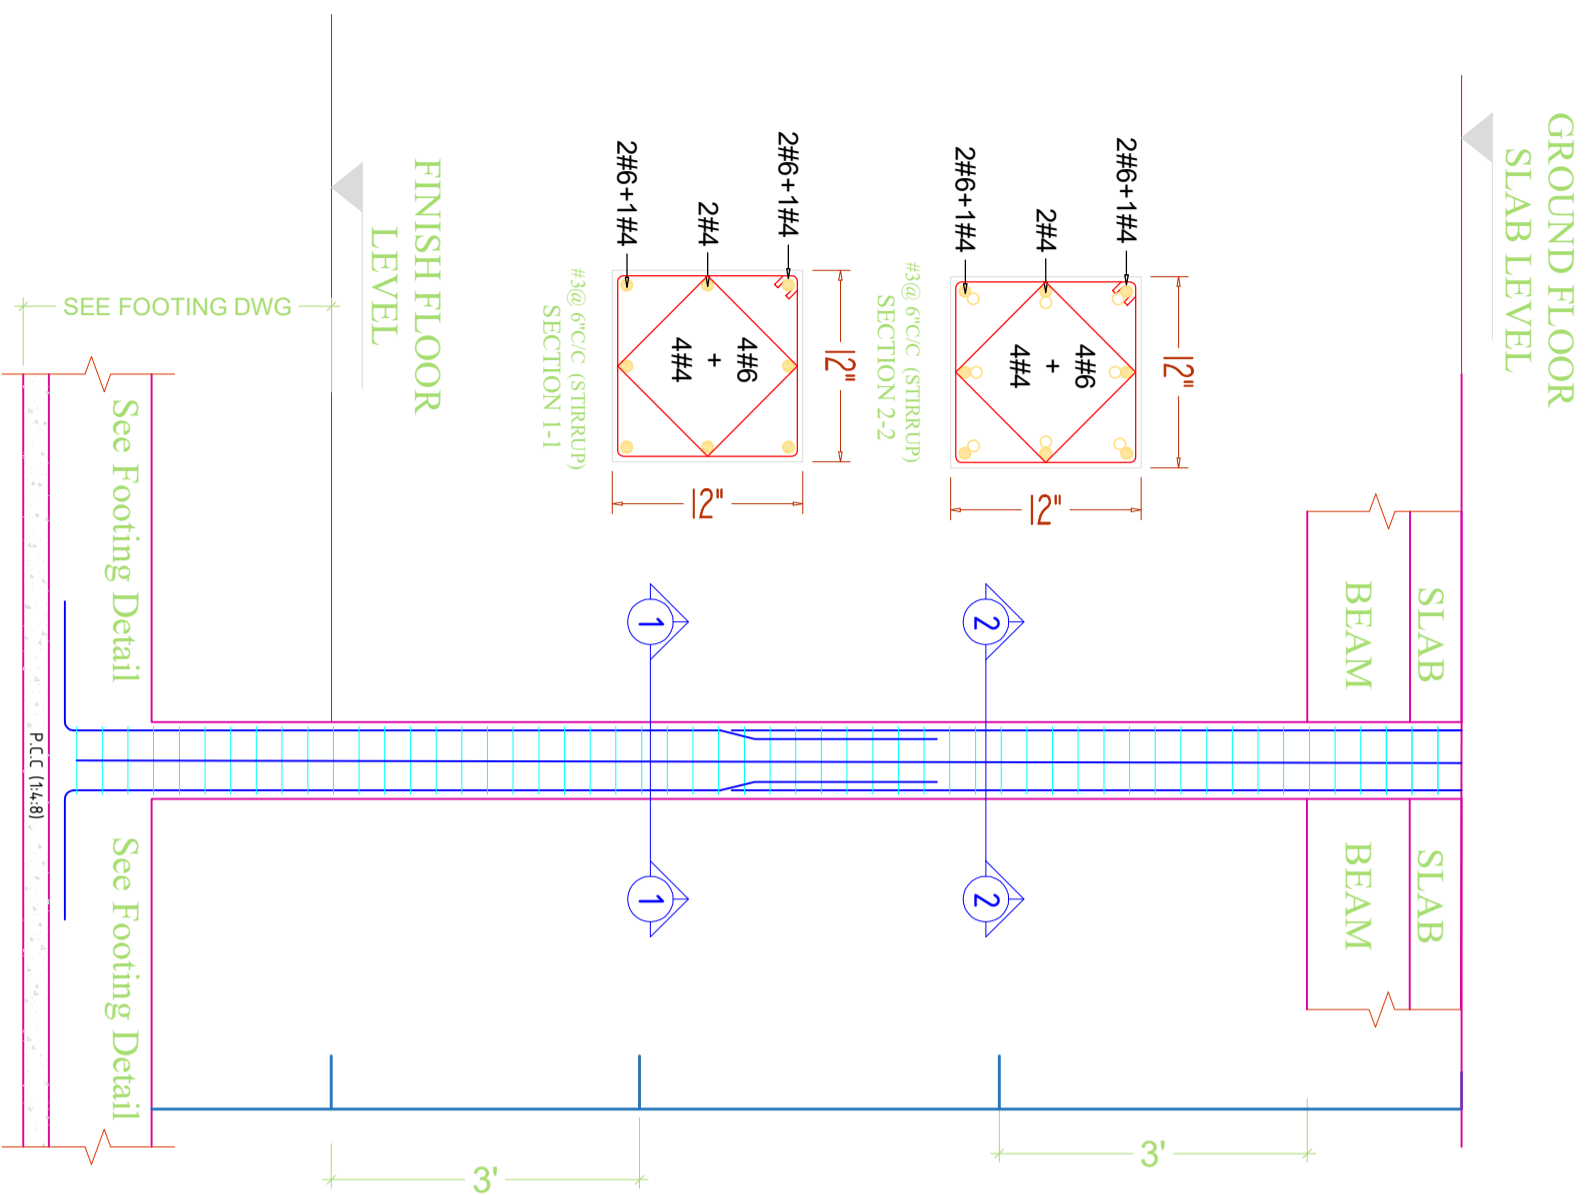 GROUND FLOOR
SLAB LEVEL
2#6+1#4
2#4
2#6+1#4
4#6
+
4#4
12"
12"
#3@ 6"C/C (STIRRUP)
SECTION 2-2
SLAB
BEAM
SLAB
BEAM
2
2
3'
2#6+1#4
2#4
2#6+1#4
4#6
+
4#4
12"
12"
#3@ 6"C/C (STIRRUP)
SECTION 1-1
1
1
3'
FINISH FLOOR
LEVEL
SEE FOOTING DWG
See Footing Detail
See Footing Detail
P.C.C (1:4:8)